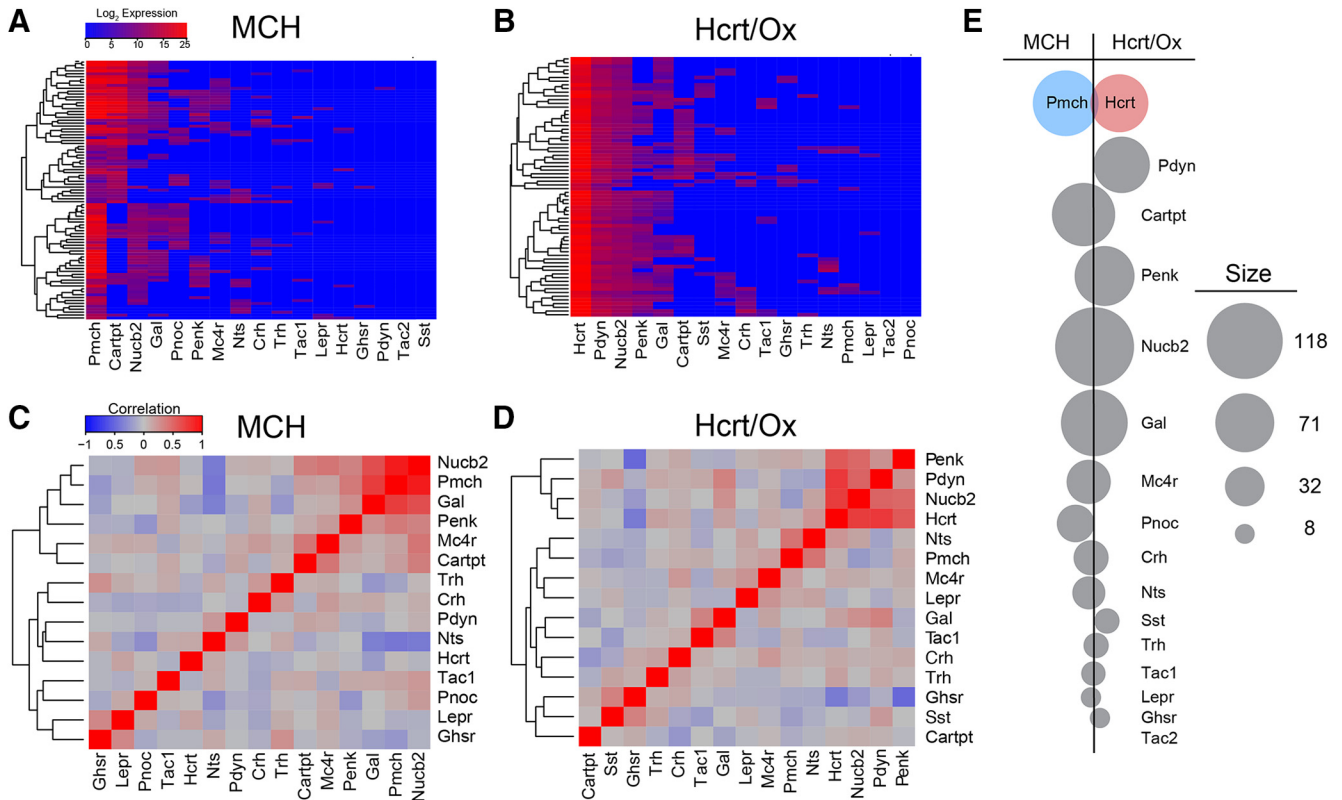 A
Log2 Expression
0 5 10 15 25
MCH
Pmch Cartpt Nucb2 Gal Pnoc Penk Mc4r Nts Crh Trh Tac1 Lepr Hcrt Ghsr Pdyn Tac2 Sst
B
Hcrt/Ox
Hcrt Pdyn Nucb2 Penk Gal Cartpt Sst Mc4r Crh Tac1 Ghsr Trh Nts Pmch Lepr Tac2 Pnoc
C
Correlation
−1 0.5 0 0.5 1
MCH
Nucb2
Pmch
Gal
Penk
Mc4r
Cartpt
Trh
Crh
Pdyn
Nts
Hcrt
Tac1
Pnoc
Lepr
Ghsr
Ghsr Lepr Pnoc Tac1 Hcrt Nts Pdyn Crh Trh Cartpt Mc4r Penk Gal Pmch Nucb2
D
Hcrt/Ox
Penk
Pdyn
Nucb2
Hcrt
Nts
Pmch
Mc4r
Lepr
Gal
Tac1
Crh
Trh
Ghsr
Sst
Cartpt
Cartpt Sst Ghsr Trh Crh Tac1 Gal Lepr Mc4r Pmch Nts Hcrt Nucb2 Pdyn Penk
E
MCH Hcrt/Ox
Pmch Hcrt
Pdyn
Cartpt
Penk
Nucb2
Gal
Mc4r
Pnoc
Crh
Nts
Sst
Trh
Tac1
Lepr
Ghsr
Tac2
Size
118
71
32
8